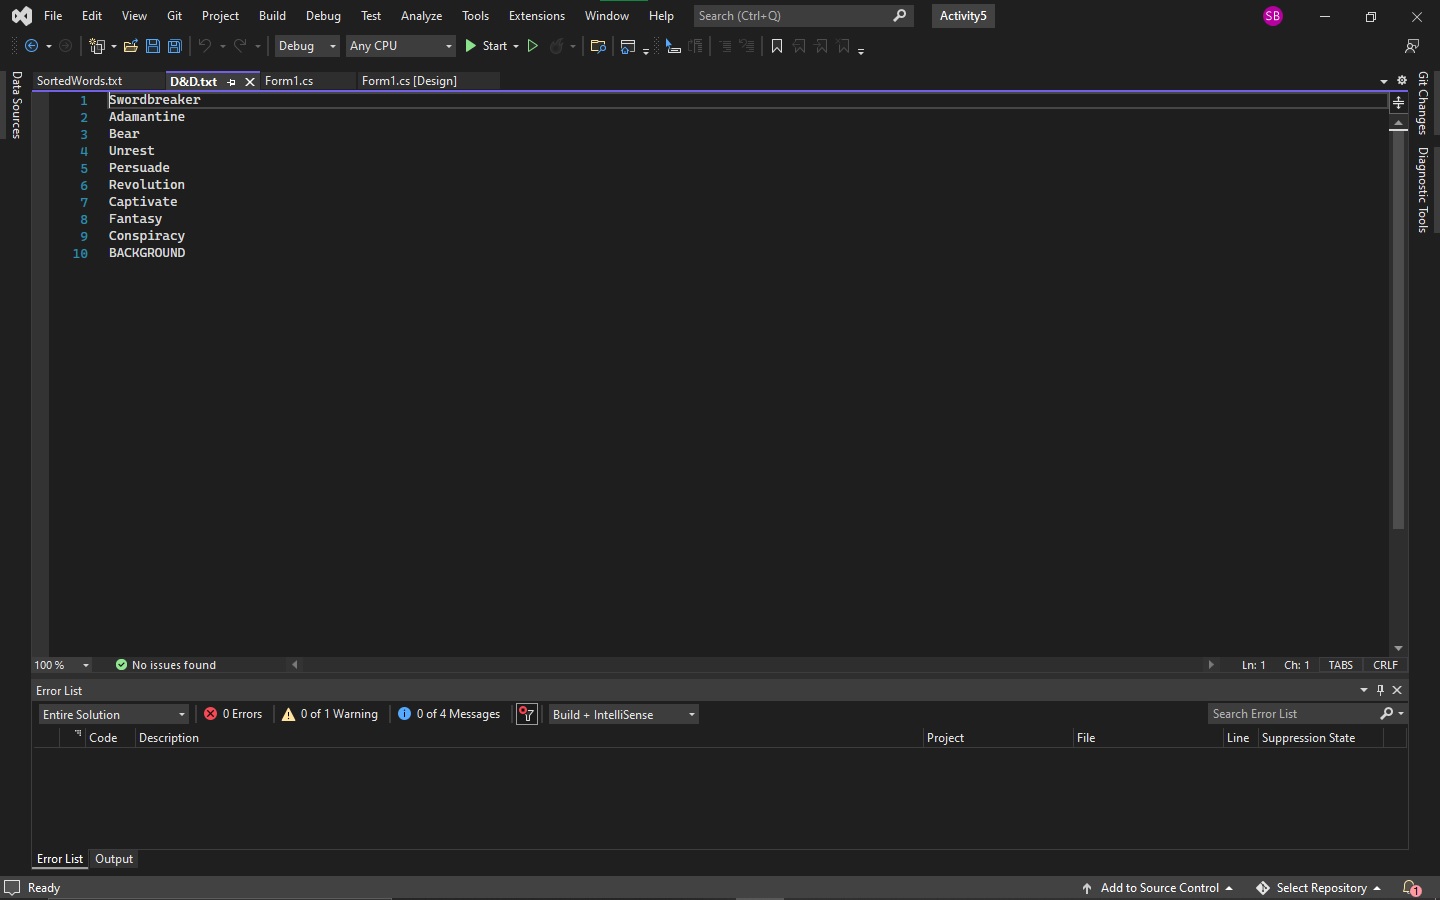 File Edit View Git Project Build Debug Test Analyze Tools Extensions Window Help Search (Ctrl+Q) Activity5 SB
Debug Any CPU Start
SortedWords.txt D&D.txt Form1.cs Form1.cs [Design]
Data Sources
Git Changes
Diagnostic Tools
1 Swordbreaker
2 Adamantine
3 Bear
4 Unrest
5 Persuade
6 Revolution
7 Captivate
8 Fantasy
9 Conspiracy
10 BACKGROUND
100 % No issues found Ln: 1 Ch: 1 TABS CRLF
Error List
Entire Solution 0 Errors 0 of 1 Warning 0 of 4 Messages Build + IntelliSense Search Error List
Code Description Project File Line Suppression State
Error List Output
Ready Add to Source Control Select Repository 1